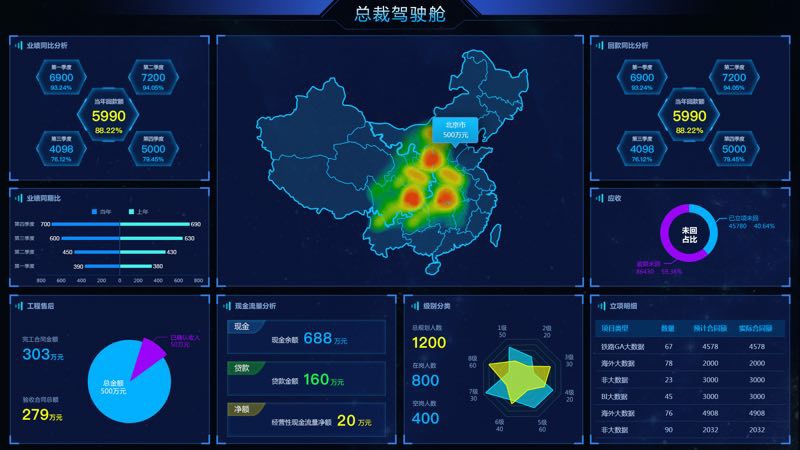 总裁驾驶舱
业绩同比分析
第一季度
6900
93.24%
第二季度
7200
94.05%
当年回款额
5990
88.22%
第三季度
4098
76.12%
第四季度
5000
79.45%
业绩同期比
当年 上年
第四季度 700 690
第三季度 600 630
第二季度 450 430
第一季度 390 380
800 600 400 200 0 0 200 400 600 800
北京市
500万元
回款同比分析
第一季度
6900
93.24%
第二季度
7200
94.05%
当年回款额
5990
88.22%
第三季度
4098
76.12%
第四季度
5000
79.45%
应收
未回
占比
已立项未回
45780 40.64%
逾期未回
86430 59.36%
工程售后
完工合同金额
303万元
验收合同总额
279万元
已确认收入
50万元
总金额
500万元
现金流量分析
现金
现金余额 688 万元
贷款
贷款金额 160 万元
净额
经营性现金流量净额 20 万元
级别分类
总规划人数
1200
在岗人数
800
空岗人数
400
1级
50
2级
20
3级
30
4级
20
5级
60
6级
40
7级
30
8级
60
立项明细
项目类型 数量 预计合同额 实际合同额
铁路GA大数据 67 4578 4578
海外大数据 78 2000 2000
非大数据 23 3000 3000
BI大数据 45 3000 3000
海外大数据 76 4908 4908
非大数据 90 2032 2032